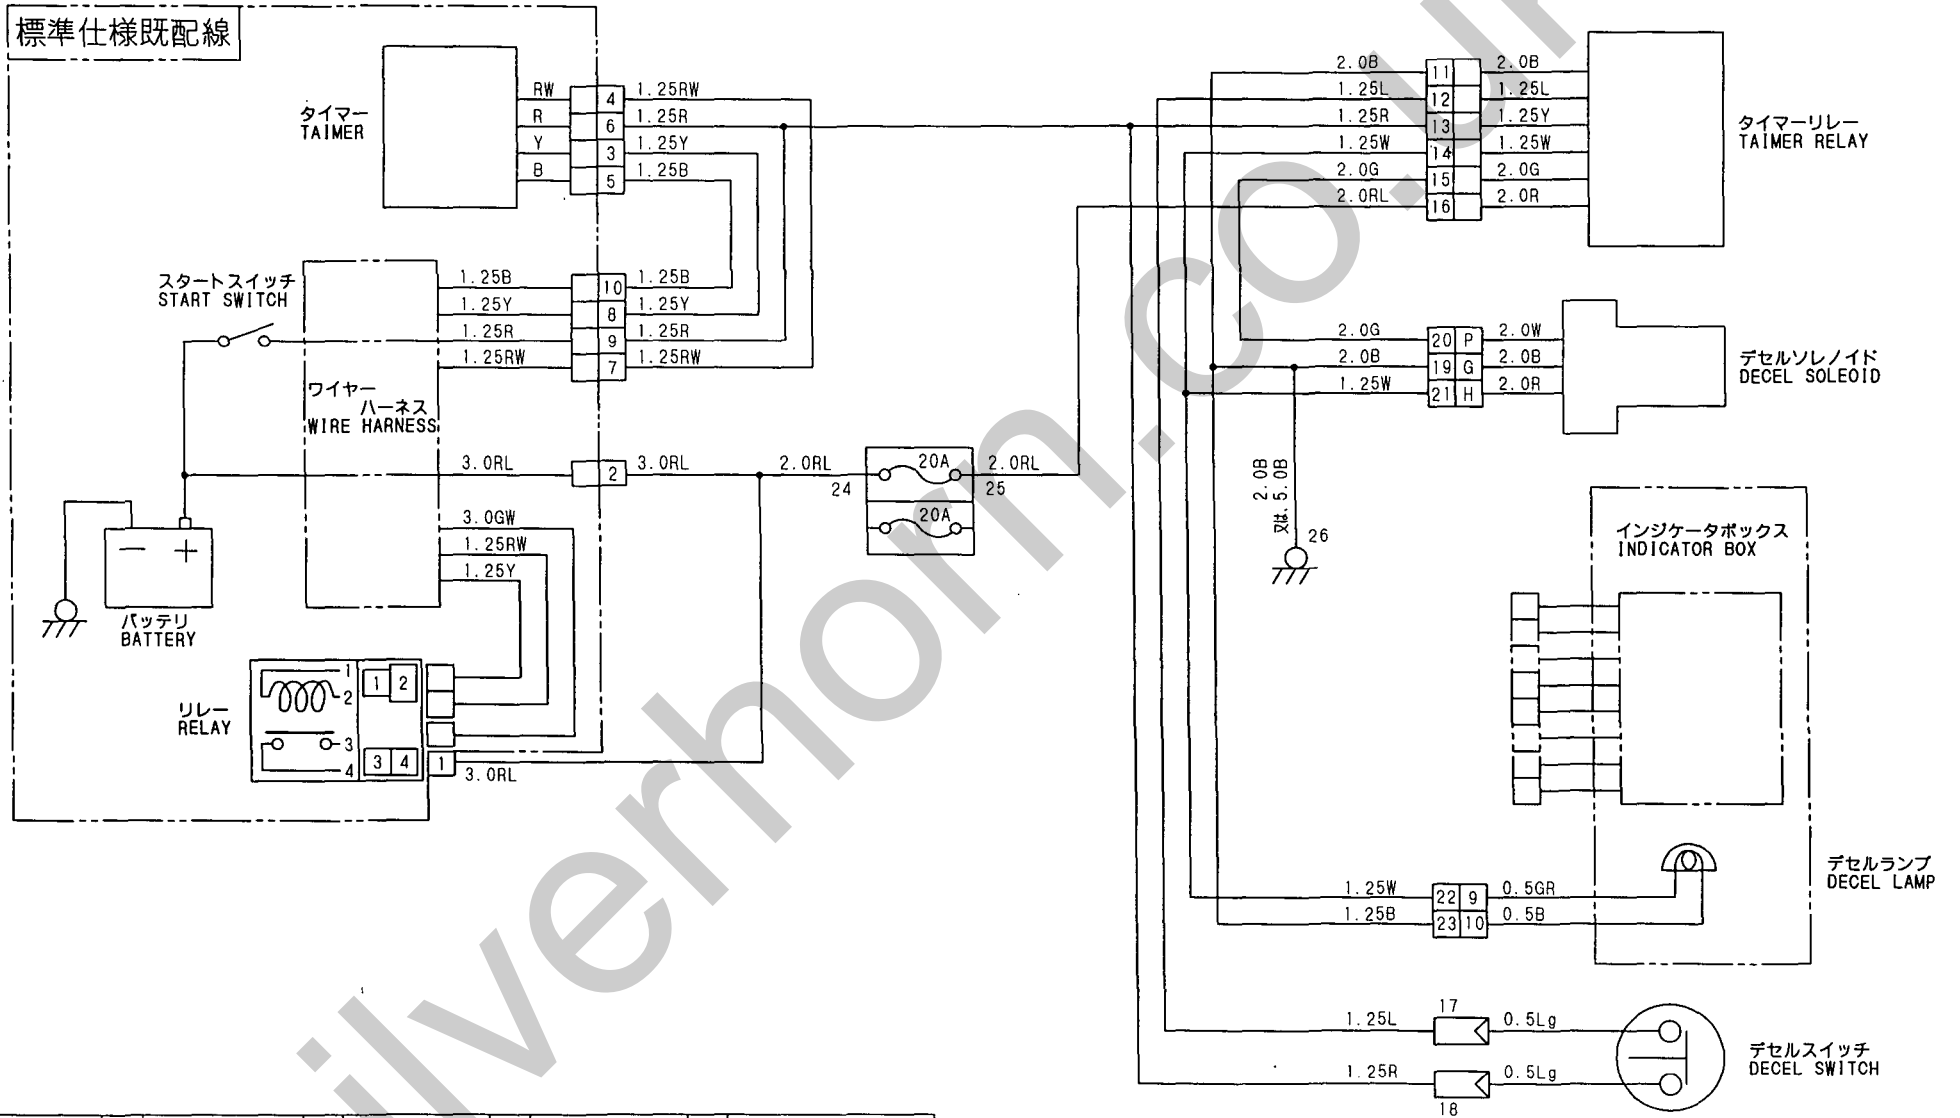 標準仕様既配線
タイマー
TAIMER
RW
R
Y
B
4
6
3
5
1.25RW
1.25R
1.25Y
1.25B
スタートスイッチ
START SWITCH
1.25B
1.25Y
1.25R
1.25RW
10
8
9
7
1.25B
1.25Y
1.25R
1.25RW
ワイヤー
ハーネス
WIRE HARNESS
3.0RL
2
3.0RL
2.0RL
24
20A
2.0RL
25
20A
3.0GW
1.25RW
1.25Y
バッテリ
BATTERY
リレー
RELAY
1
2
3
4
1 2
3 4
1
3.0RL
2.0B
1.25L
1.25R
1.25W
2.0G
2.0RL
11
12
13
14
15
16
2.0B
1.25L
1.25Y
1.25W
2.0G
2.0R
タイマーリレー
TAIMER RELAY
2.0G
2.0B
1.25W
20 P
19 G
21 H
2.0W
2.0B
2.0R
デセルソレノイド
DECEL SOLEOID
2.0B
又は、5.0B
26
インジケータボックス
INDICATOR BOX
1.25W
1.25B
22 9
23 10
0.5GR
0.5B
デセルランプ
DECEL LAMP
1.25L
17
0.5Lg
1.25R
18
0.5Lg
デセルスイッチ
DECEL SWITCH
silverhorn.co.uk